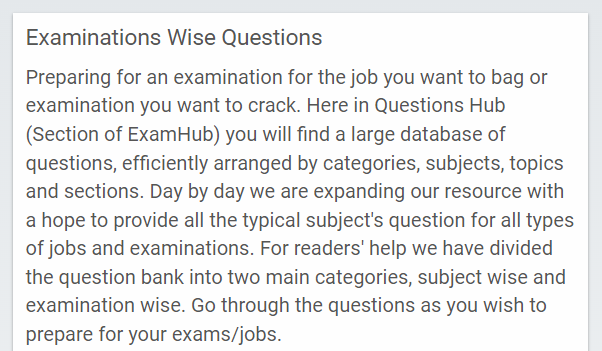 Examinations Wise Questions
Preparing for an examination for the job you want to bag or
examination you want to crack. Here in Questions Hub
(Section of ExamHub) you will find a large database of
questions, efficiently arranged by categories, subjects, topics
and sections. Day by day we are expanding our resource with
a hope to provide all the typical subject's question for all types
of jobs and examinations. For readers' help we have divided
the question bank into two main categories, subject wise and
examination wise. Go through the questions as you wish to
prepare for your exams/jobs.